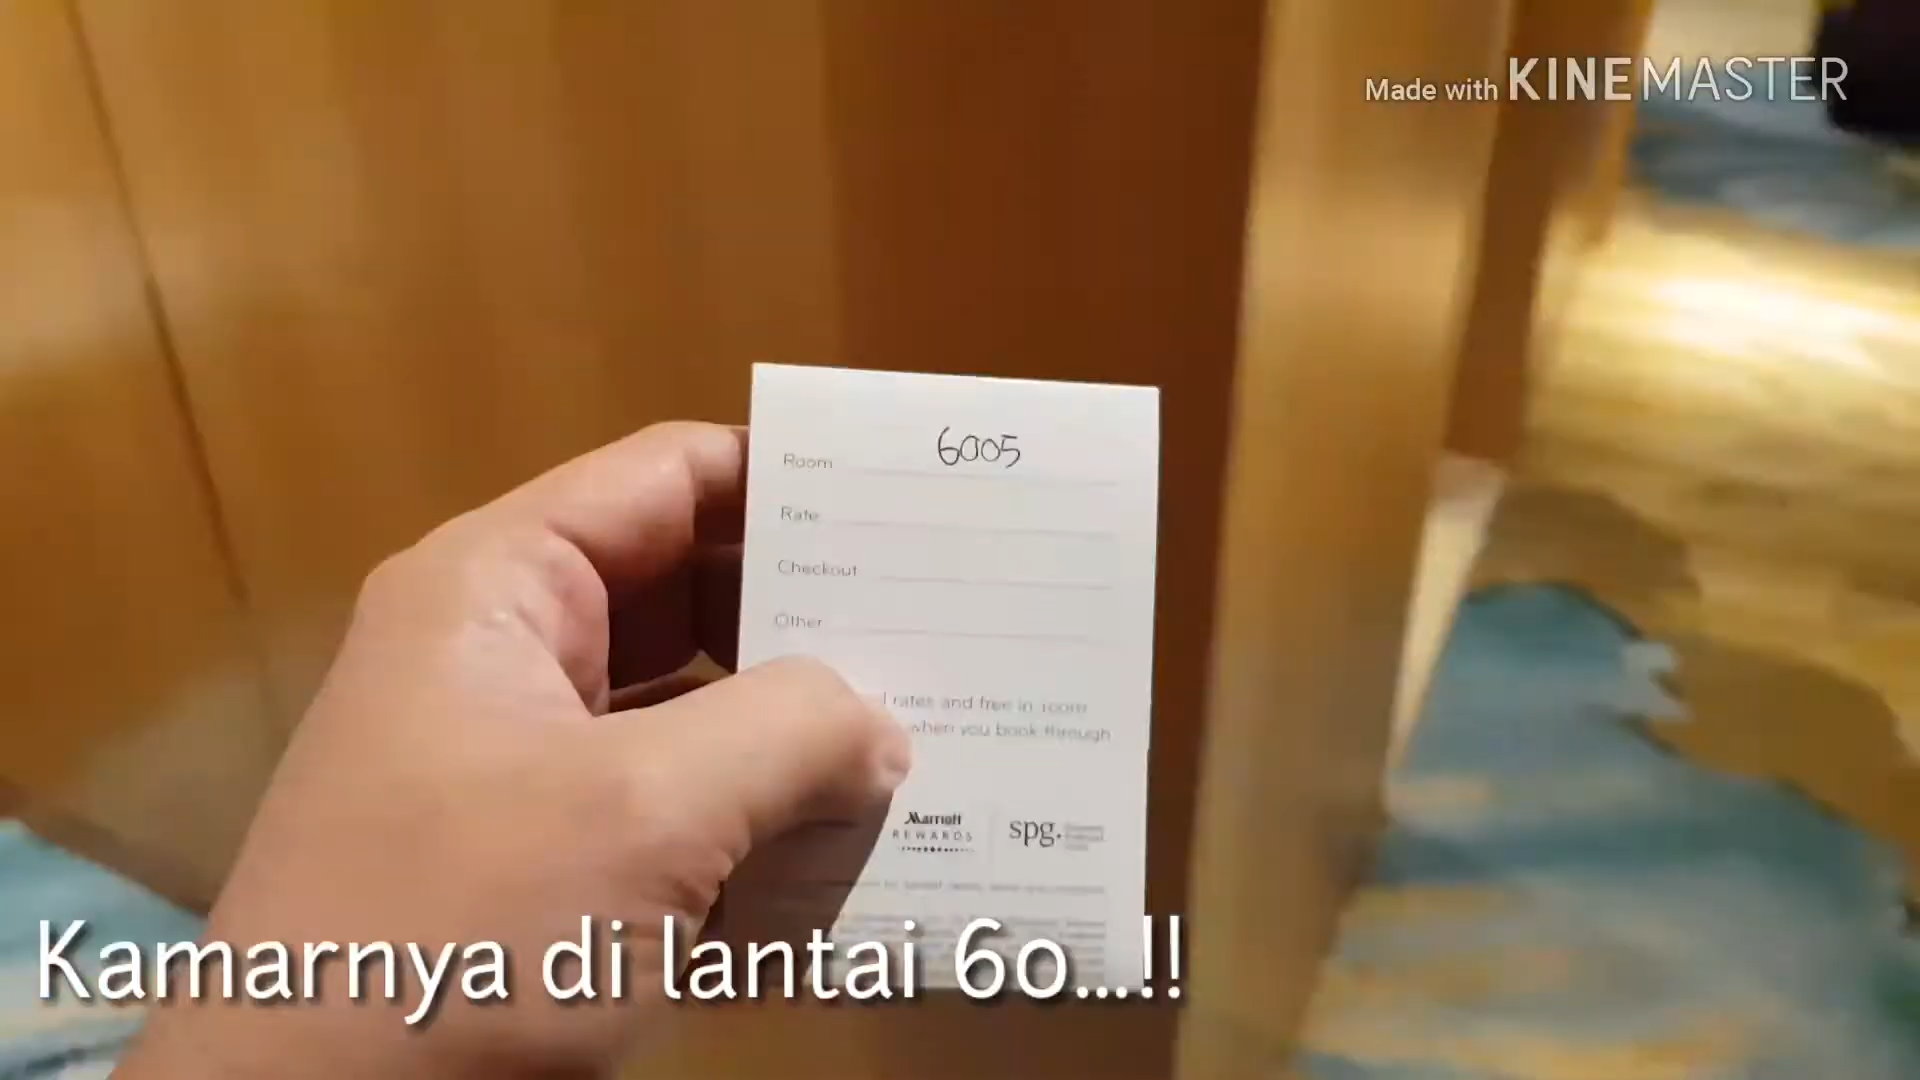 Made with KINEMASTER
Room 6005
Rate
Checkout
Other
rates and free in-room
when you book through
Marriott
REWARDS
spg.
Kamarnya di lantai 60...!!